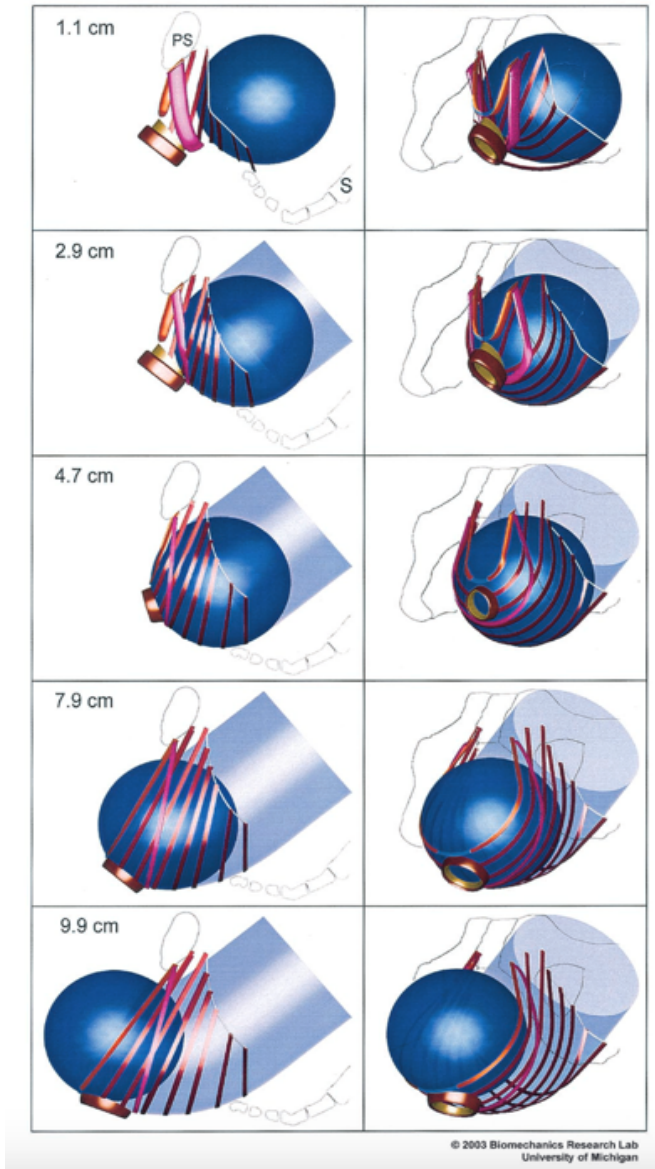 1.1 cm
PS
S
2.9 cm
4.7 cm
7.9 cm
9.9 cm
© 2003 Biomechanics Research Lab
University of Michigan